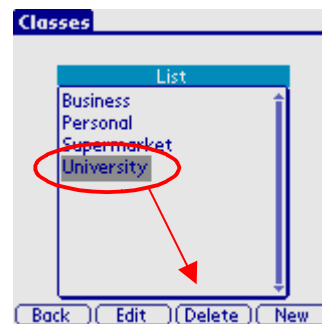 Classes
List
Business
Personal
Supermarket
University
Back Edit Delete New